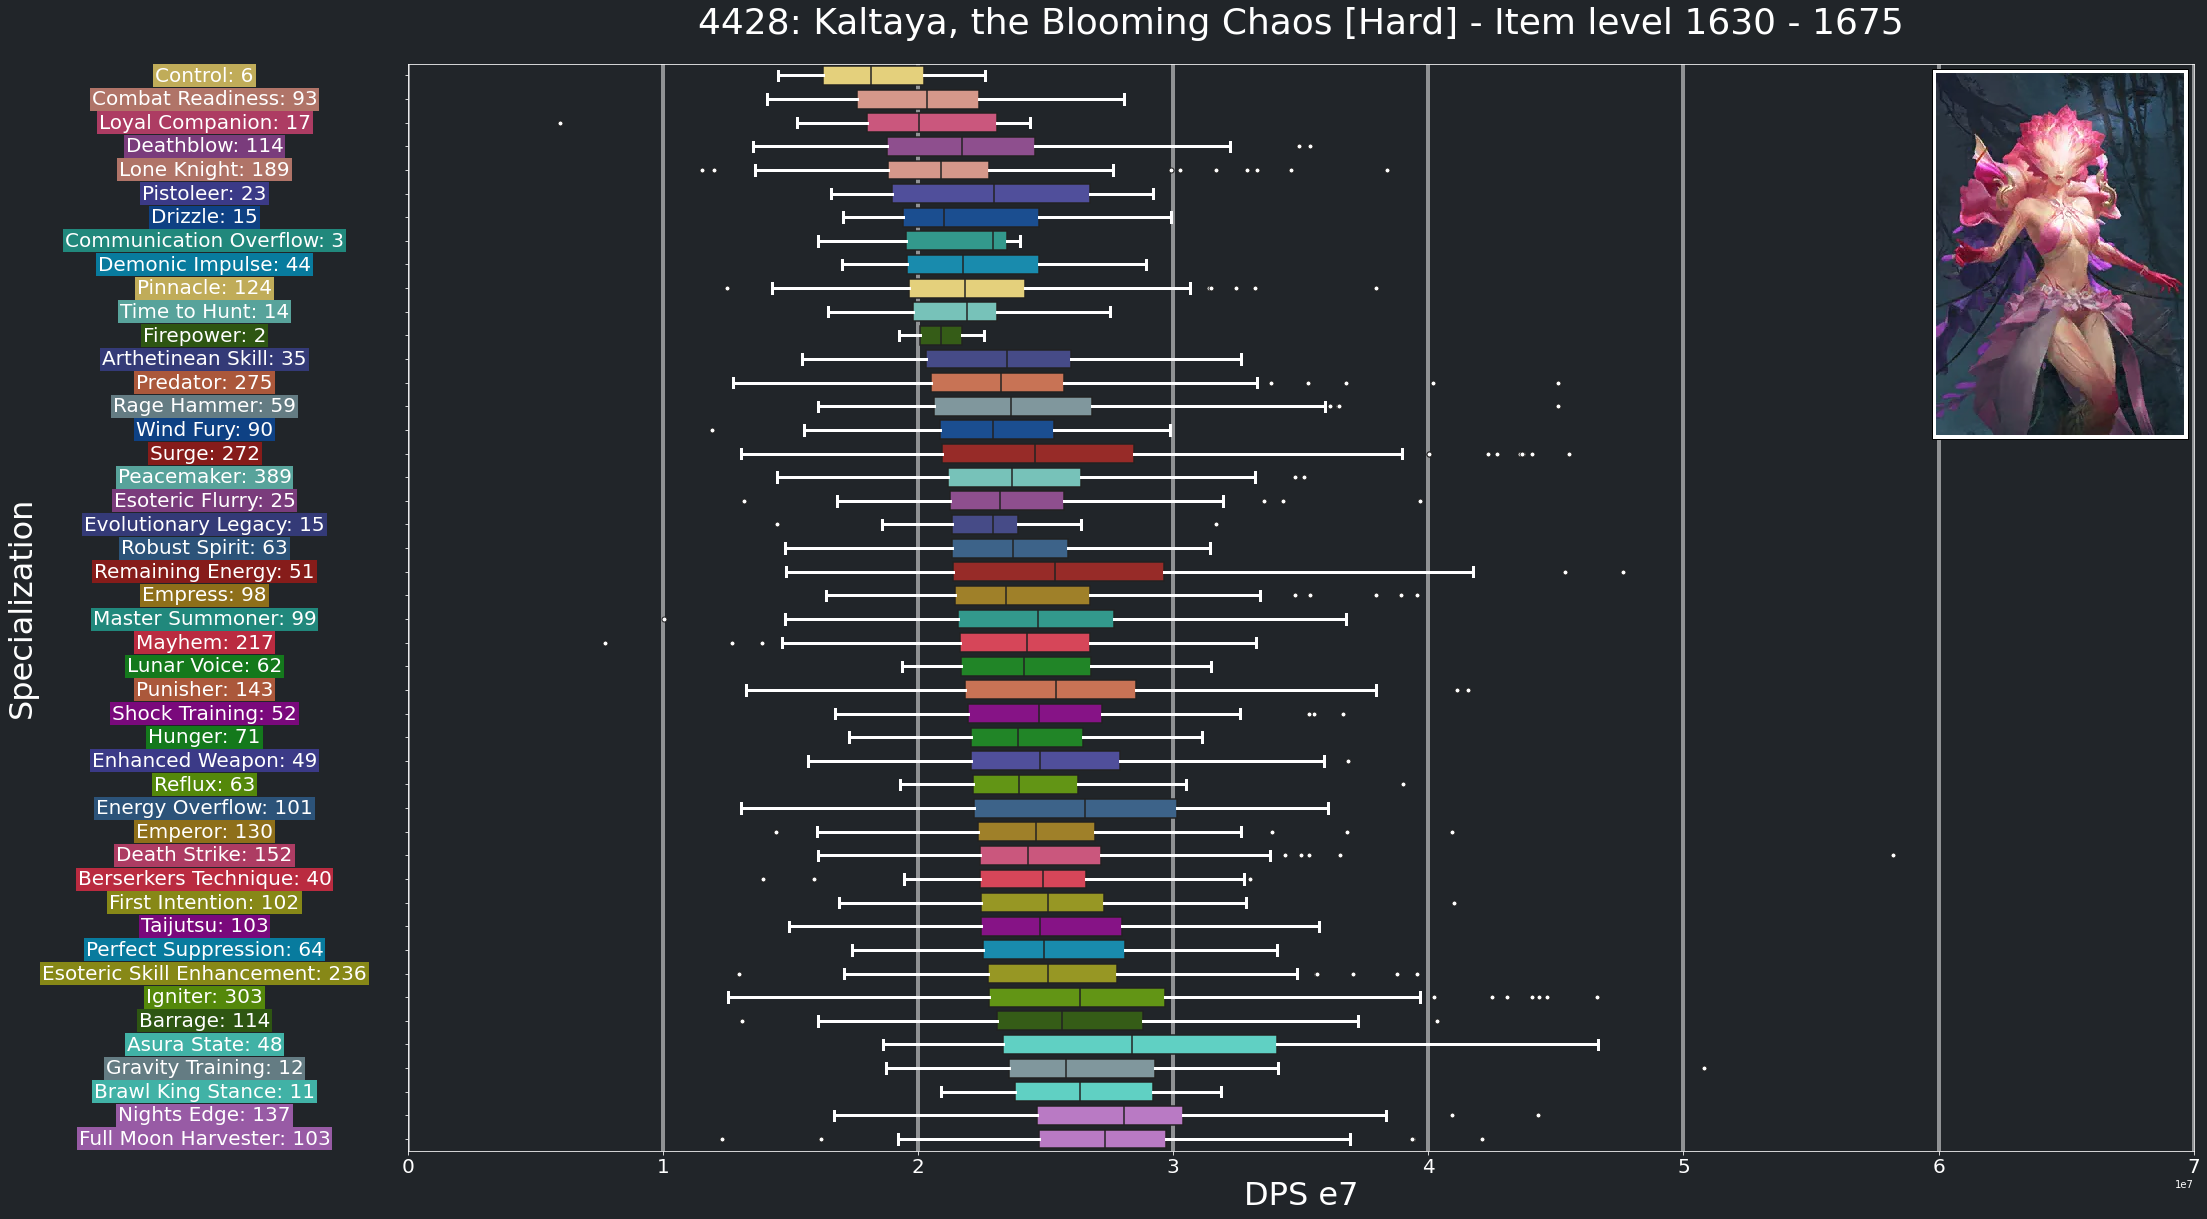 4428: Kaltaya, the Blooming Chaos [Hard] - Item level 1630 - 1675
Specialization
Control: 6
Combat Readiness: 93
Loyal Companion: 17
Deathblow: 114
Lone Knight: 189
Pistoleer: 23
Drizzle: 15
Communication Overflow: 3
Demonic Impulse: 44
Pinnacle: 124
Time to Hunt: 14
Firepower: 2
Arthetinean Skill: 35
Predator: 275
Rage Hammer: 59
Wind Fury: 90
Surge: 272
Peacemaker: 389
Esoteric Flurry: 25
Evolutionary Legacy: 15
Robust Spirit: 63
Remaining Energy: 51
Empress: 98
Master Summoner: 99
Mayhem: 217
Lunar Voice: 62
Punisher: 143
Shock Training: 52
Hunger: 71
Enhanced Weapon: 49
Reflux: 63
Energy Overflow: 101
Emperor: 130
Death Strike: 152
Berserkers Technique: 40
First Intention: 102
Taijutsu: 103
Perfect Suppression: 64
Esoteric Skill Enhancement: 236
Igniter: 303
Barrage: 114
Asura State: 48
Gravity Training: 12
Brawl King Stance: 11
Nights Edge: 137
Full Moon Harvester: 103
0 1 2 3 4 5 6 7
1e7
DPS e7